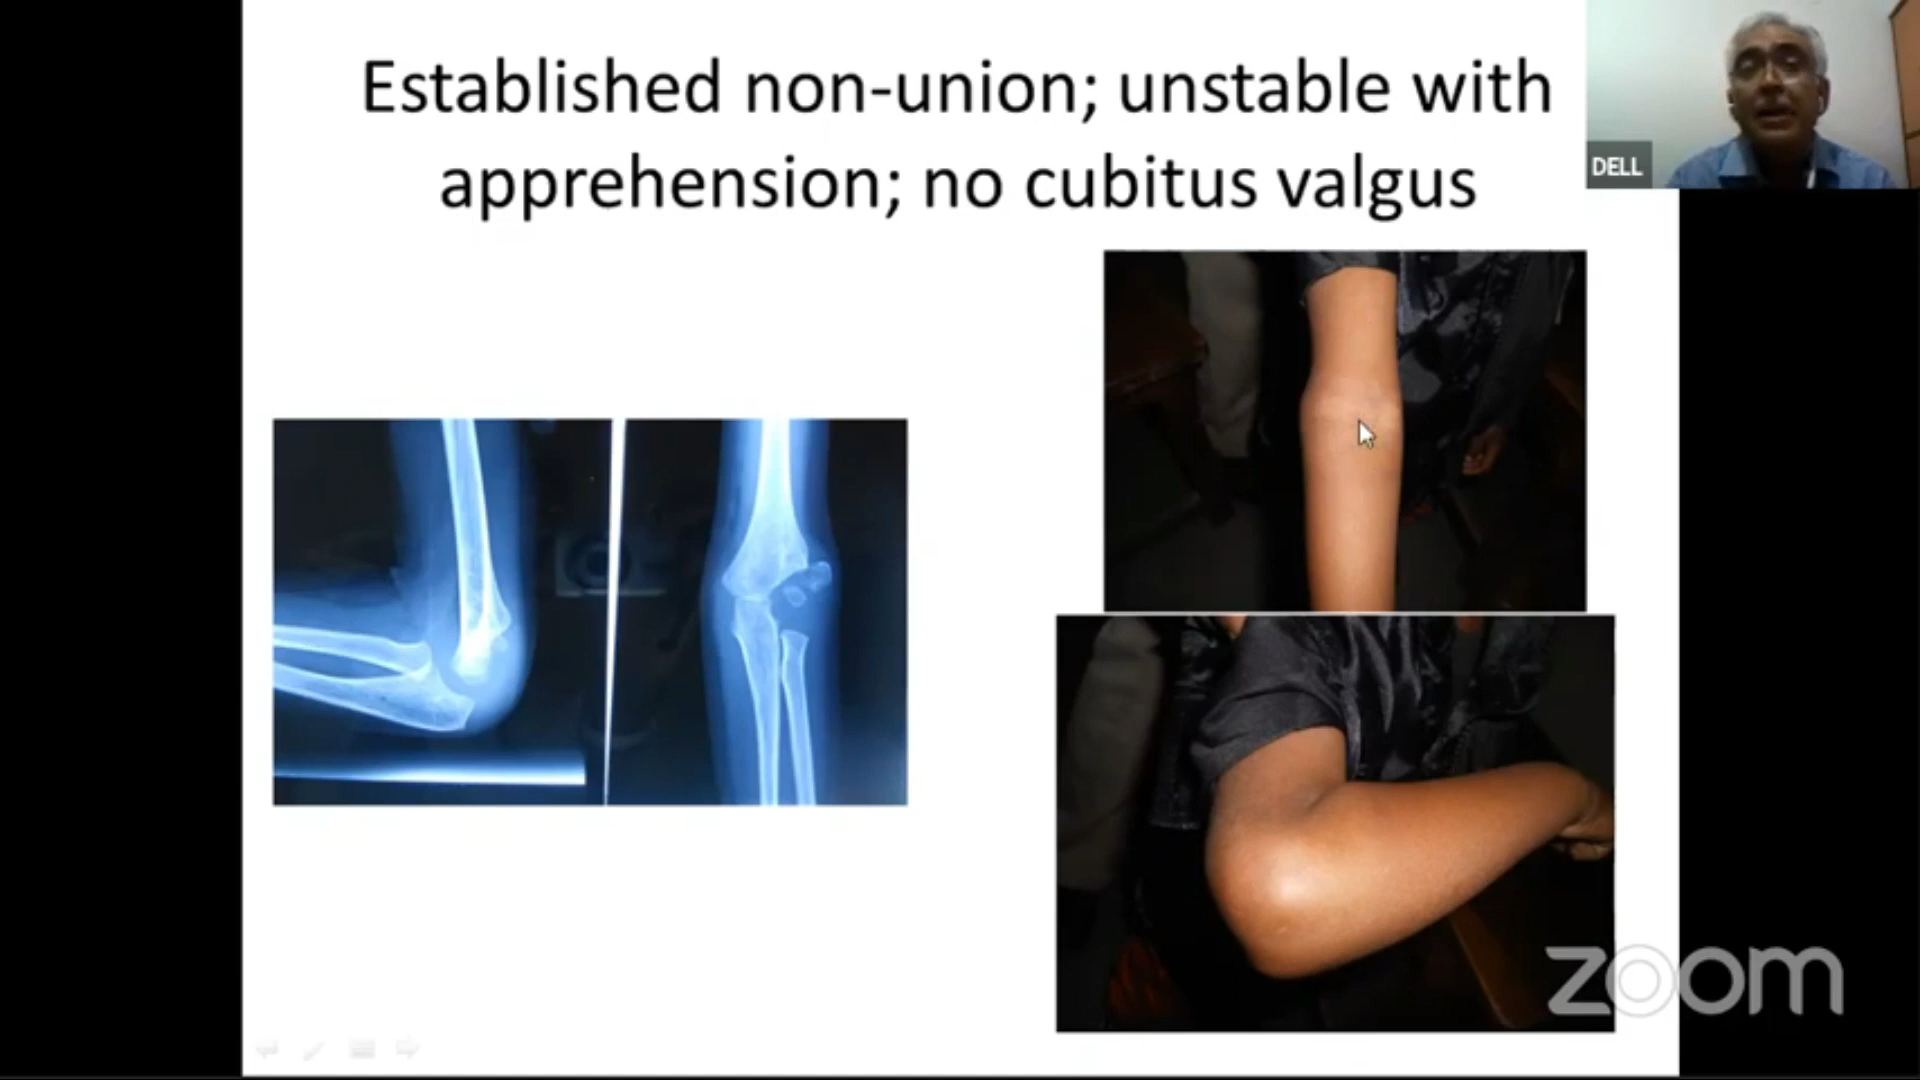 Established non-union; unstable with
apprehension; no cubitus valgus
DELL
zoom